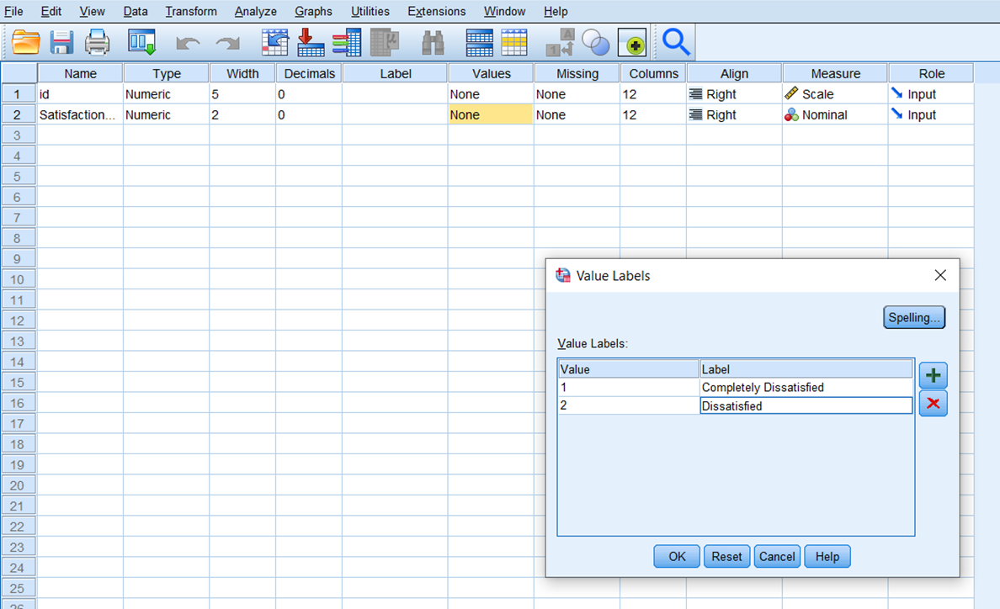 File Edit View Data Transform Analyze Graphs Utilities Extensions Window Help
Name Type Width Decimals Label Values Missing Columns Align Measure Role
1 id Numeric 5 0 None None 12 Right Scale Input
2 Satisfaction... Numeric 2 0 None None 12 Right Nominal Input
3
4
5
6
7
8
9
10
11
12
13
14
15
16
17
18
19
20
21
22
23
24
25
26
Value Labels
Spelling...
Value Labels:
Value Label
1 Completely Dissatisfied
2 Dissatisfied
OK Reset Cancel Help